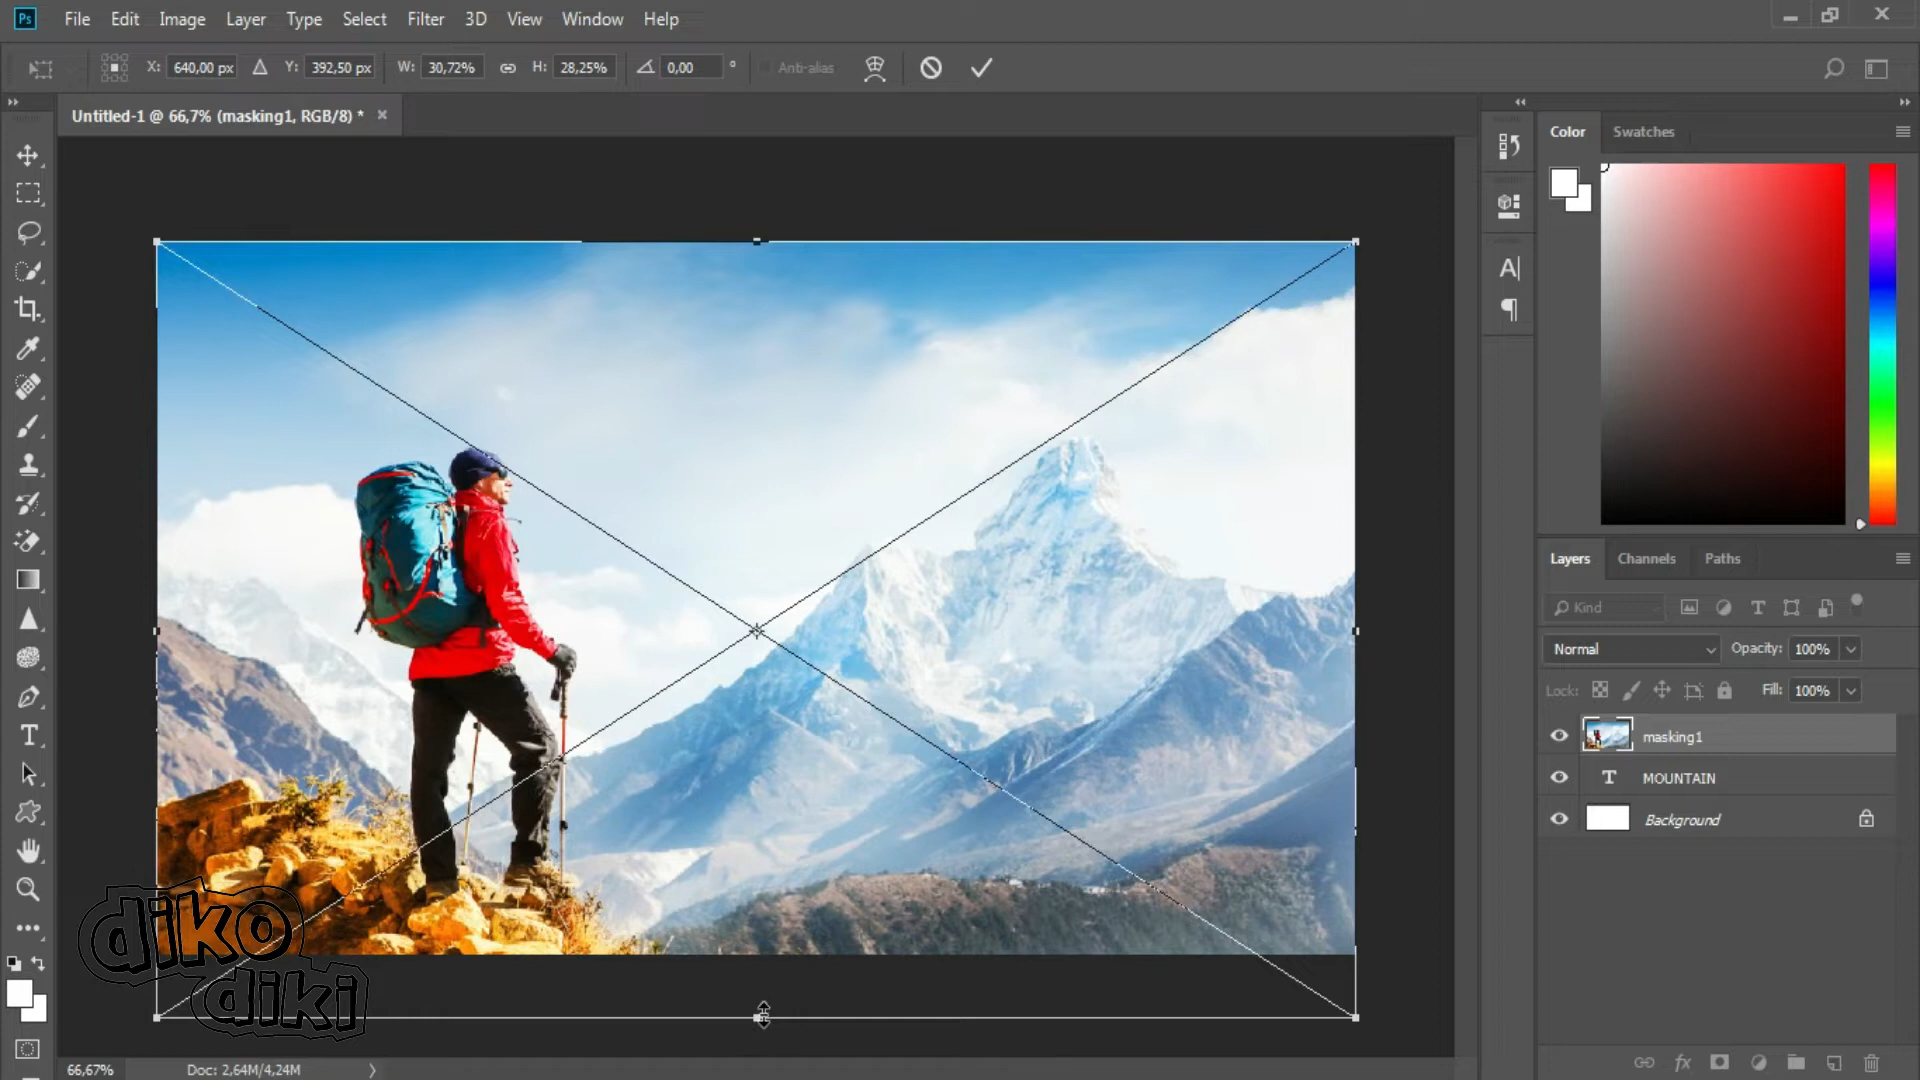 Ps File Edit Image Layer Type Select Filter 3D View Window Help
X: 640,00 px Y: 392,50 px W: 30,72% H: 28,25% 0,00 ° Anti-alias
Untitled-1 @ 66,7% (masking1, RGB/8) * ×
Color Swatches
Layers Channels Paths
Kind
Normal Opacity: 100%
Lock: Fill: 100%
masking1
T MOUNTAIN
Background
diko
diki
66,67% Doc: 2,64M/4,24M